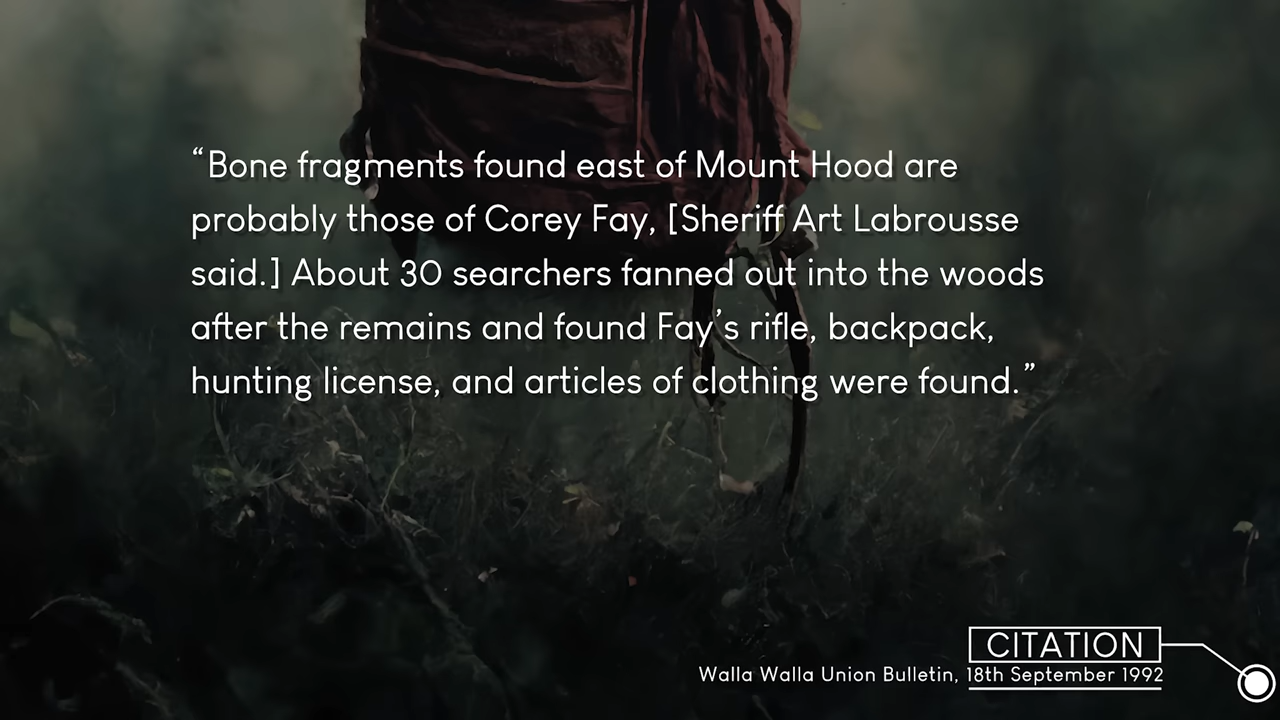 “Bone fragments found east of Mount Hood are
probably those of Corey Fay, [Sheriff Art Labrousse
said.] About 30 searchers fanned out into the woods
after the remains and found Fay’s rifle, backpack,
hunting license, and articles of clothing were found.”
CITATION
Walla Walla Union Bulletin, 18th September 1992